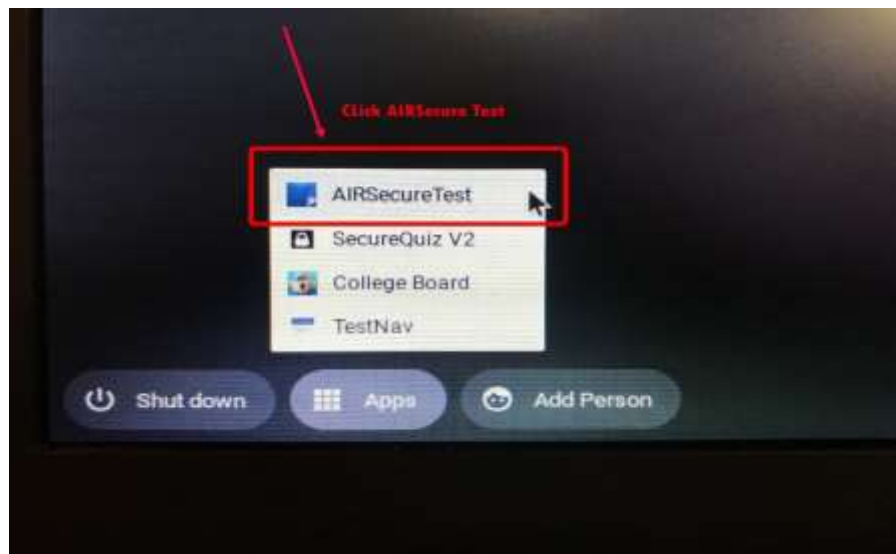 CLick AIRSecure Test
AIRSecureTest
SecureQuiz V2
College Board
TestNav
Shut down
Apps
Add Person